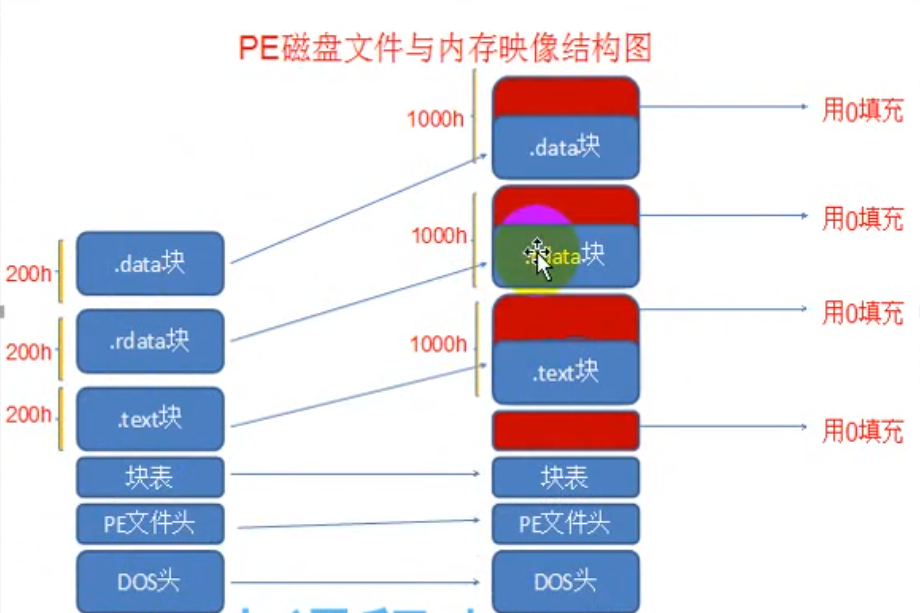 PE磁盘文件与内存映像结构图
1000h
用0填充
.data块
1000h
用0填充
200h
.data块
data块
1000h
用0填充
200h
.rdata块
.text块
200h
.text块
用0填充
块表
块表
PE文件头
PE文件头
DOS头
DOS头